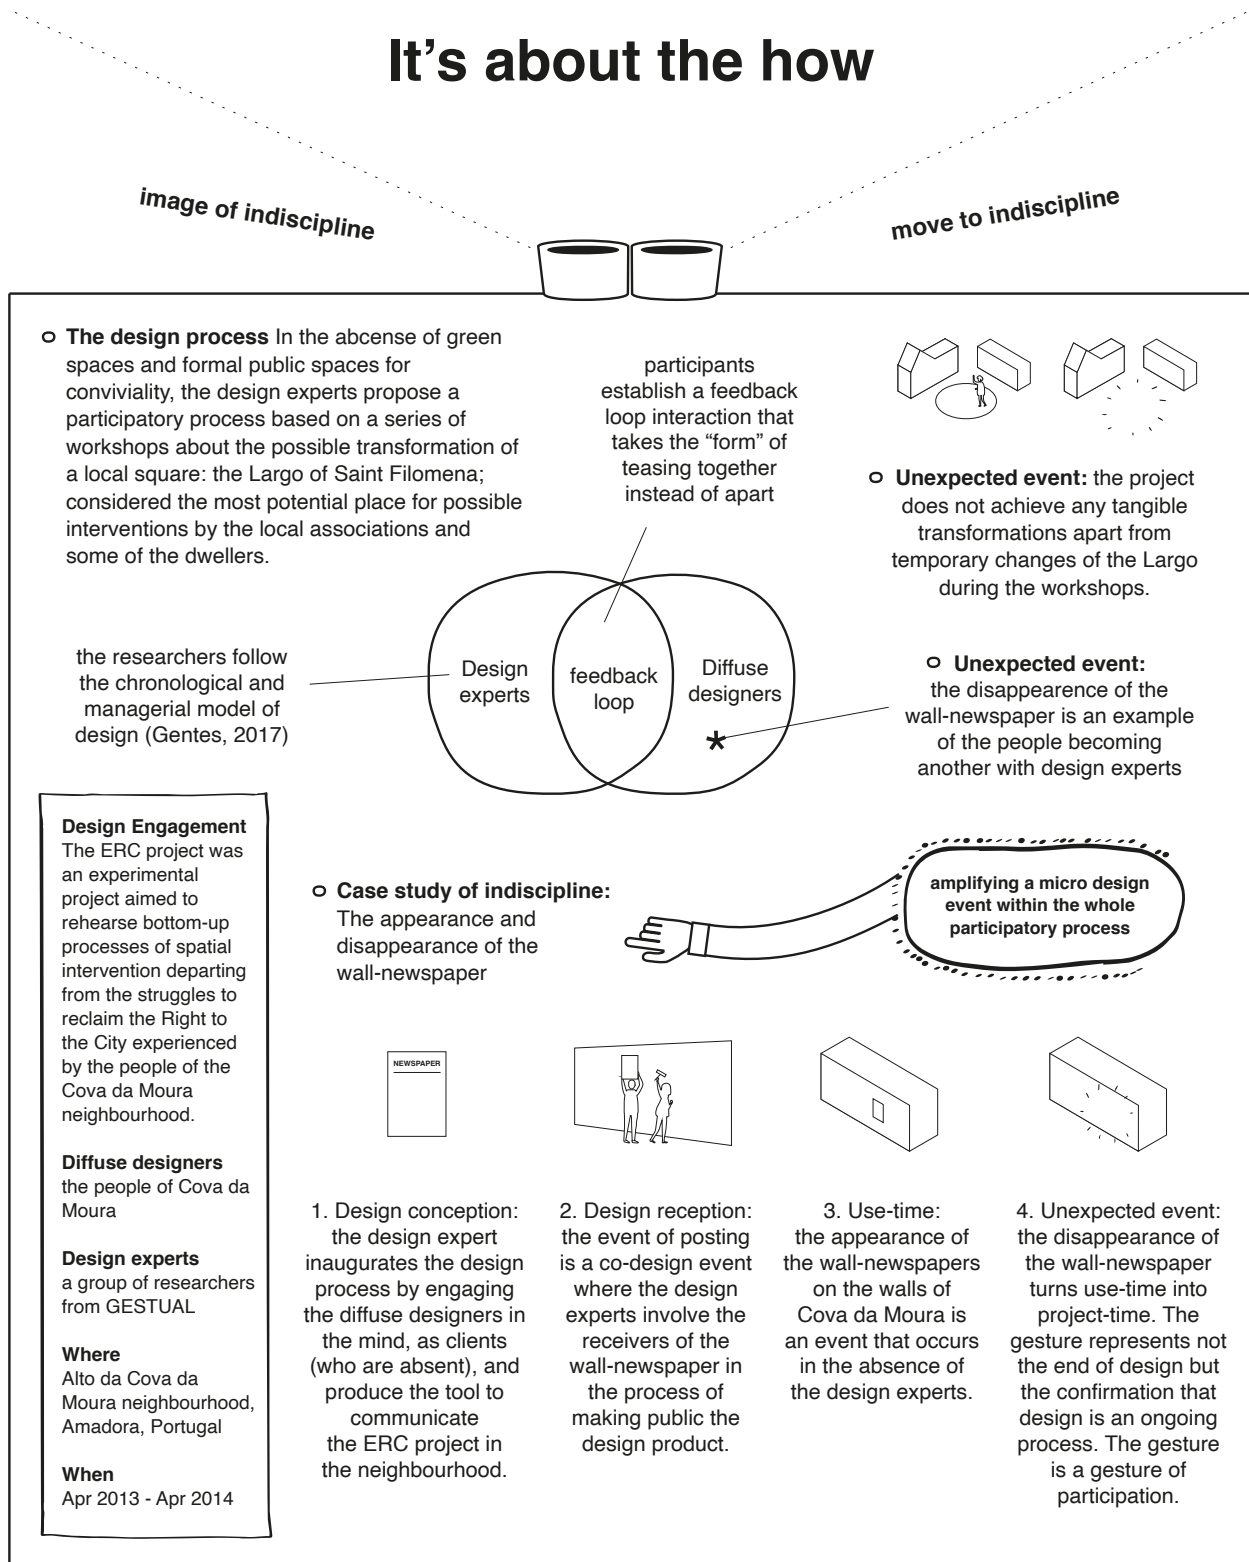 It's about the how
image of indiscipline
move to indiscipline
The design process In the abcense of green
spaces and formal public spaces for
conviviality, the design experts propose a
participatory process based on a series of
workshops about the possible transformation of
a local square: the Largo of Saint Filomena;
considered the most potential place for possible
interventions by the local associations and
some of the dwellers.
participants
establish a feedback
loop interaction that
takes the “form” of
teasing together
instead of apart
Unexpected event: the project
does not achieve any tangible
transformations apart from
temporary changes of the Largo
during the workshops.
the researchers follow
the chronological and
managerial model of
design (Gentes, 2017)
Design
experts
feedback
loop
Diffuse
designers
*
Unexpected event:
the disappearence of the
wall-newspaper is an example
of the people becoming
another with design experts
Design Engagement
The ERC project was
an experimental
project aimed to
rehearse bottom-up
processes of spatial
intervention departing
from the struggles to
reclaim the Right to
the City experienced
by the people of the
Cova da Moura
neighbourhood.
Diffuse designers
the people of Cova da
Moura
Design experts
a group of researchers
from GESTUAL
Where
Alto da Cova da
Moura neighbourhood,
Amadora, Portugal
When
Apr 2013 - Apr 2014
Case study of indiscipline:
The appearance and
disappearance of the
wall-newspaper
amplifying a micro design
event within the whole
participatory process
NEWSPAPER
1. Design conception:
the design expert
inaugurates the design
process by engaging
the diffuse designers in
the mind, as clients
(who are absent), and
produce the tool to
communicate
the ERC project in
the neighbourhood.
2. Design reception:
the event of posting
is a co-design event
where the design
experts involve the
receivers of the
wall-newspaper in
the process of
making public the
design product.
3. Use-time:
the appearance of
the wall-newspapers
on the walls of
Cova da Moura is
an event that occurs
in the absence of
the design experts.
4. Unexpected event:
the disappearance of
the wall-newspaper
turns use-time into
project-time. The
gesture represents not
the end of design but
the confirmation that
design is an ongoing
process. The gesture
is a gesture of
participation.